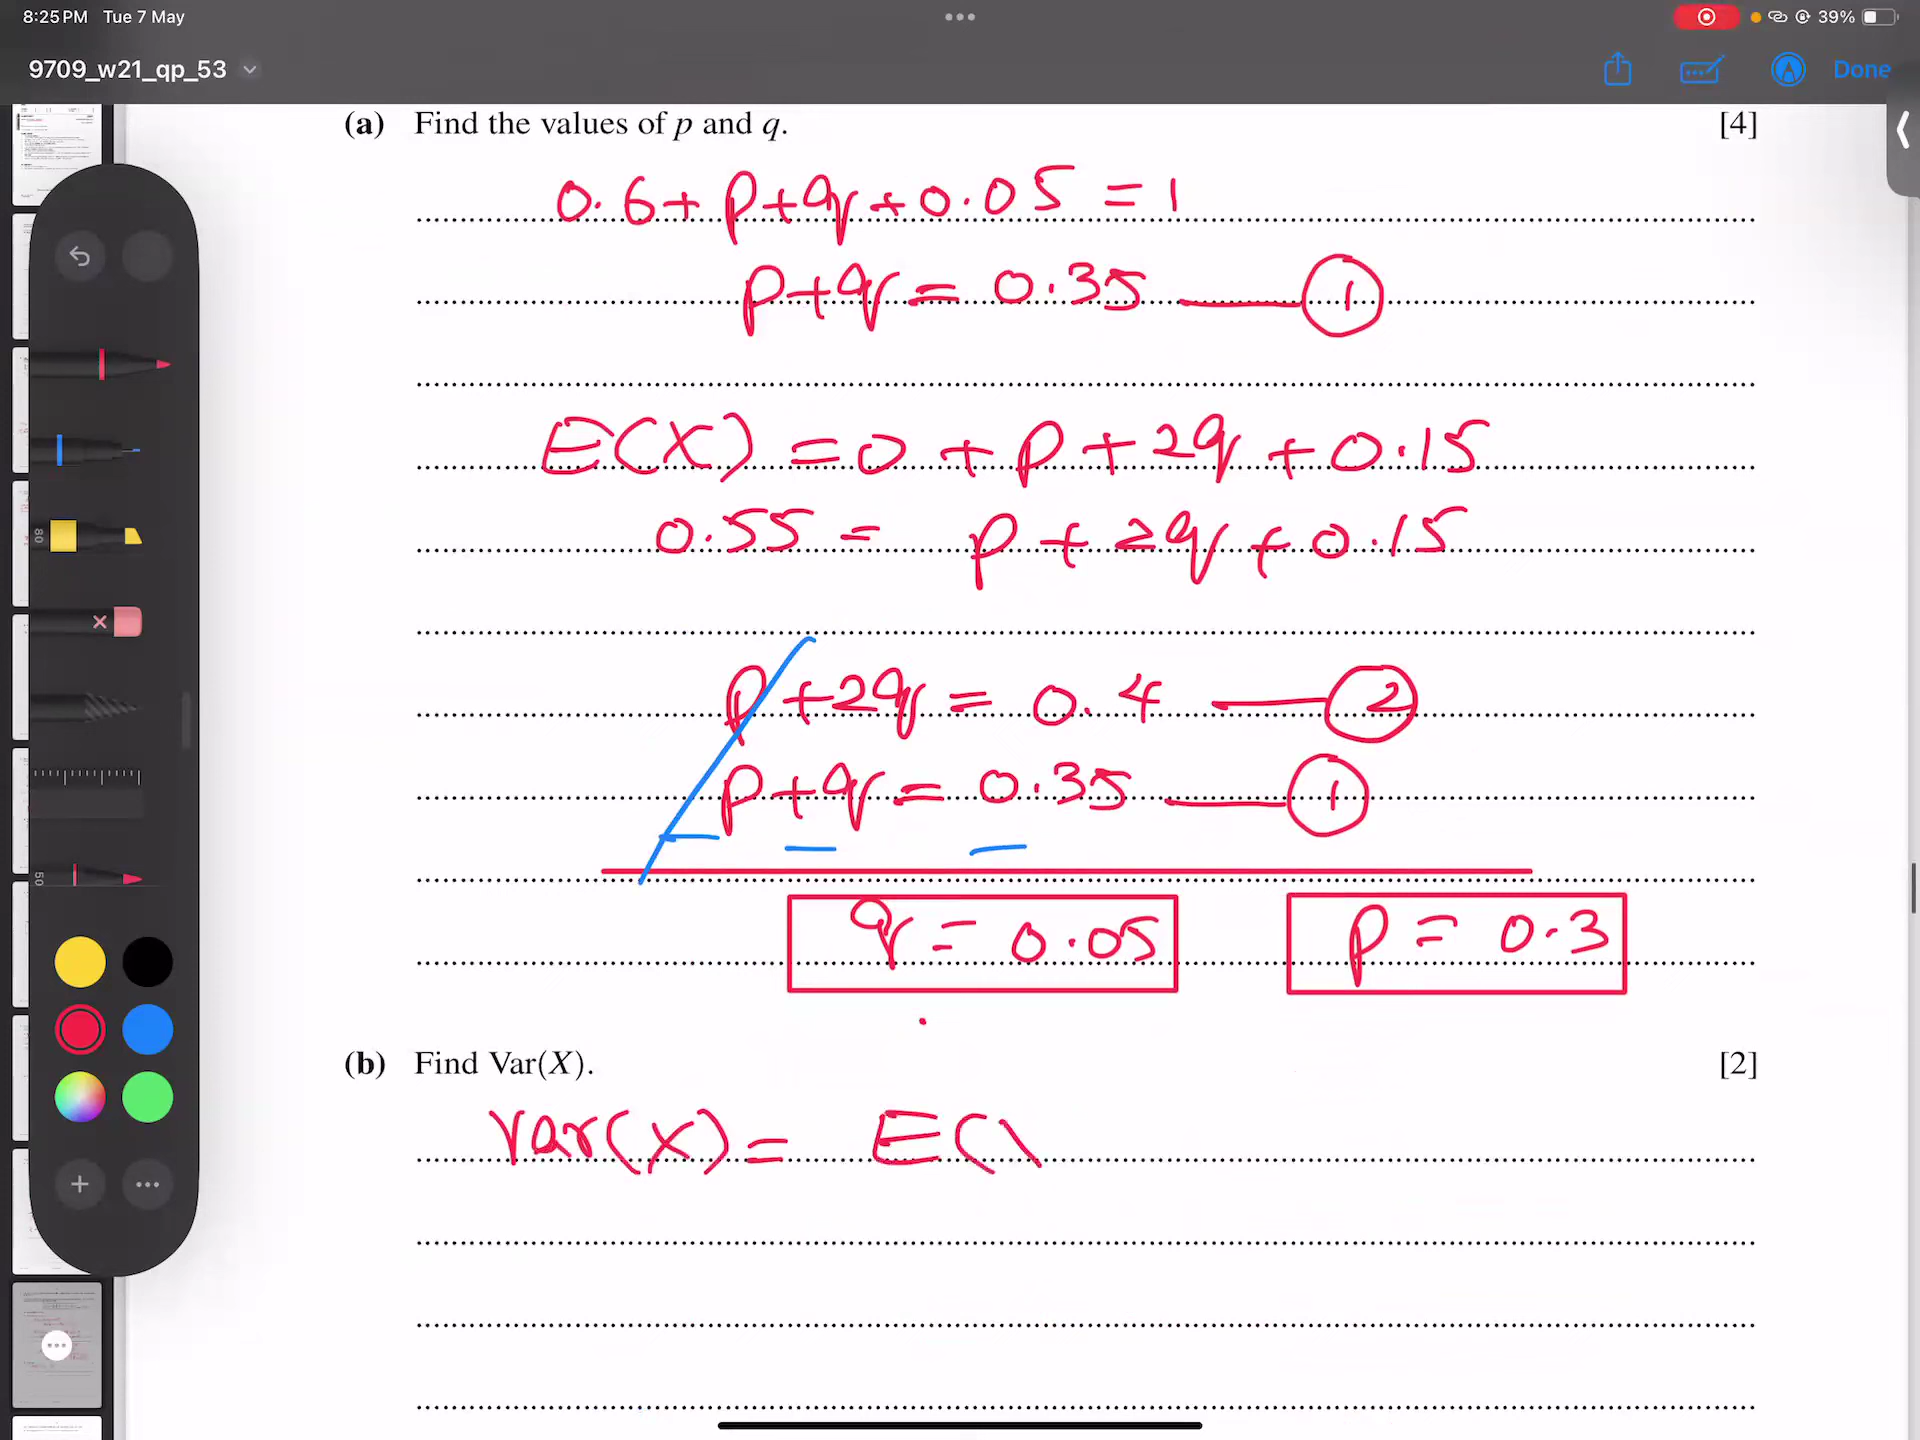 8:25 PM Tue 7 May
39%
9709_w21_qp_53
Done
(a) Find the values of p and q. [4]
0.6 + p + q + 0.05 = 1
p + q = 0.35 — 1
E(X) = 0 + p + 2q + 0.15
0.55 = p + 2q + 0.15
p + 2q = 0.4 — 2
p + q = 0.35 — 1
q = 0.05 p = 0.3
(b) Find Var(X). [2]
Var(X) = E(
80
50